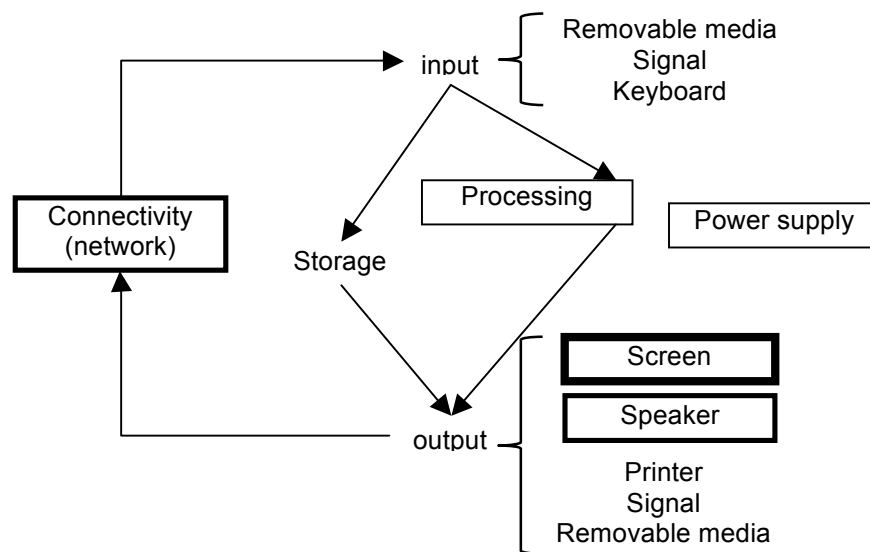 Removable media
Signal
Keyboard
input
Processing
Power supply
Connectivity
(network)
Storage
Screen
Speaker
output
Printer
Signal
Removable media